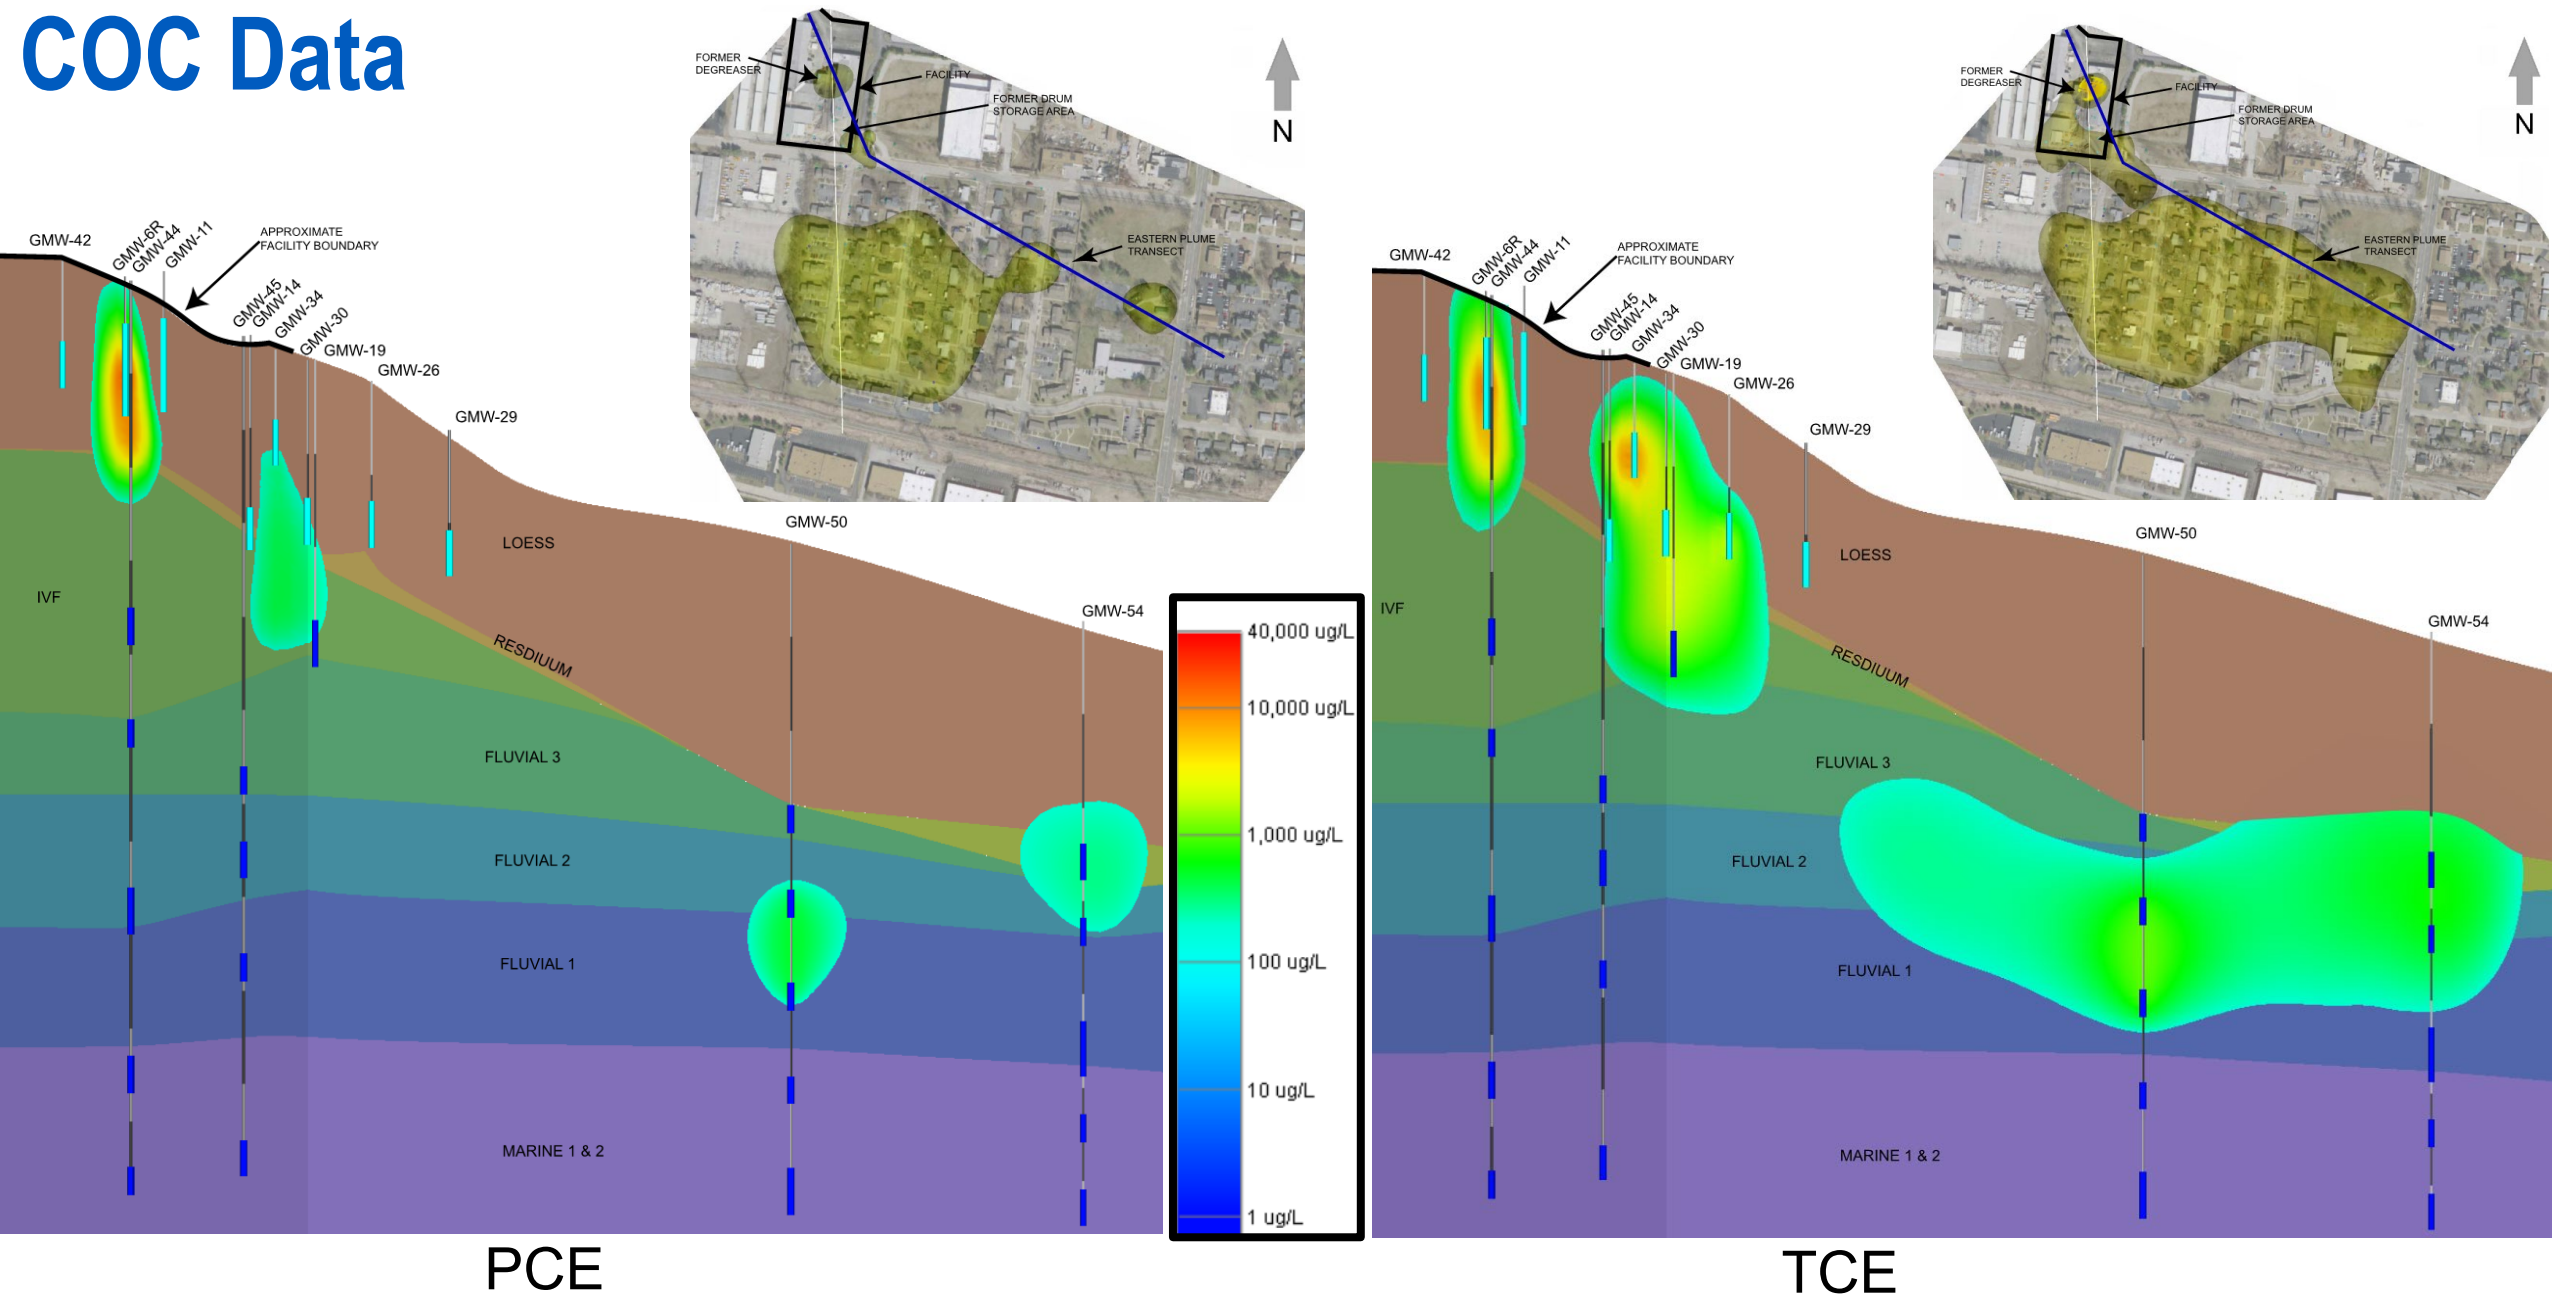 COC Data
FORMER
DEGREASER
FACILITY
FORMER DRUM
STORAGE AREA
N
EASTERN PLUME
TRANSECT
GMW-42
GMW-6R
GMW-44
GMW-11
APPROXIMATE
FACILITY BOUNDARY
GMW-45
GMW-14
GMW-34
GMW-30
GMW-19
GMW-26
GMW-29
GMW-50
GMW-54
LOESS
IVF
RESDIUUM
FLUVIAL 3
FLUVIAL 2
FLUVIAL 1
MARINE 1 & 2
PCE
40,000 ug/L
10,000 ug/L
1,000 ug/L
100 ug/L
10 ug/L
1 ug/L
FORMER
DEGREASER
FACILITY
FORMER DRUM
STORAGE AREA
N
EASTERN PLUME
TRANSECT
GMW-42
GMW-6R
GMW-44
GMW-11
APPROXIMATE
FACILITY BOUNDARY
GMW-45
GMW-14
GMW-34
GMW-30
GMW-19
GMW-26
GMW-29
GMW-50
GMW-54
LOESS
IVF
RESDIUUM
FLUVIAL 3
FLUVIAL 2
FLUVIAL 1
MARINE 1 & 2
TCE